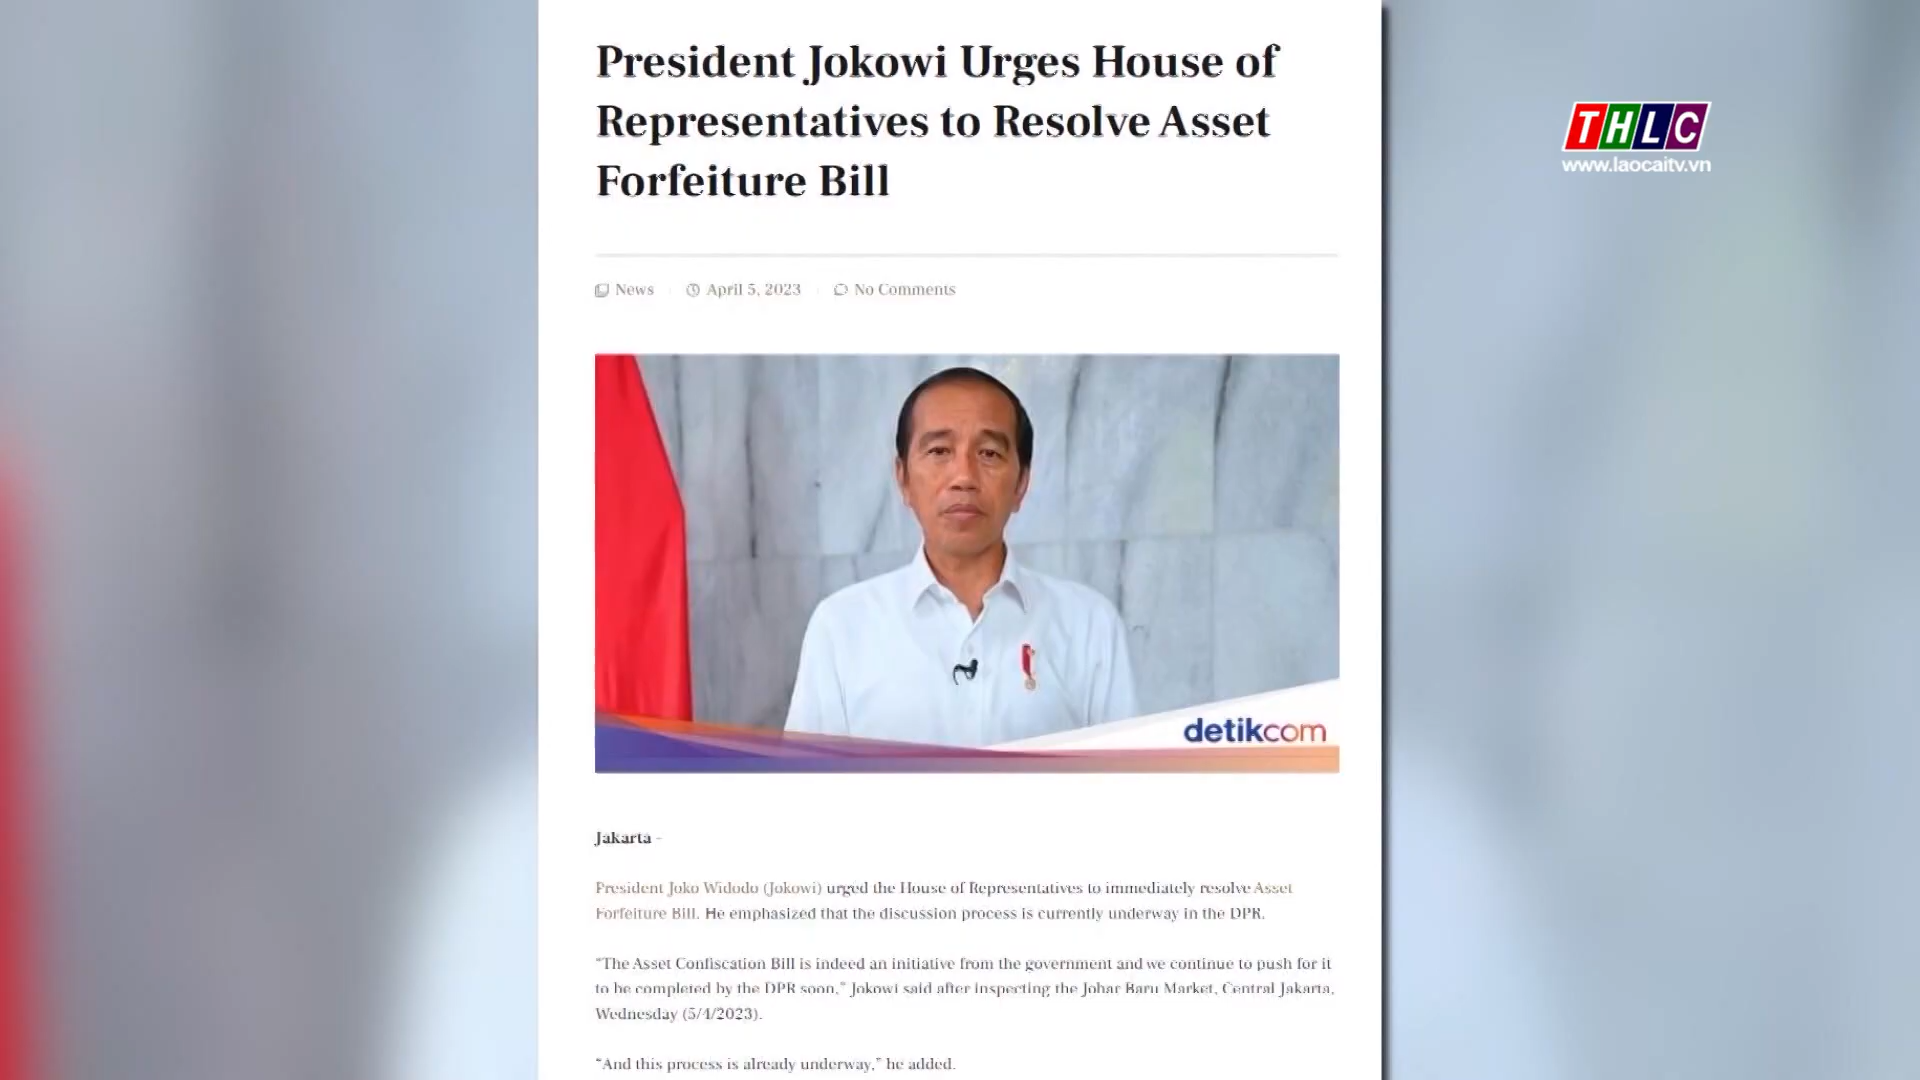 President Jokowi Urges House of
Representatives to Resolve Asset
Forfeiture Bill
THLC
www.laocaitv.vn
News
April 5, 2023
No Comments
detikcom
Jakarta -
President Joko Widodo (Jokowi) urged the House of Representatives to immediately resolve Asset
Forfeiture Bill. He emphasized that the discussion process is currently underway in the DPR.
“The Asset Confiscation Bill is indeed an initiative from the government and we continue to push for it
to be completed by the DPR soon,” Jokowi said after inspecting the Johar Baru Market, Central Jakarta,
Wednesday (5/4/2023).
“And this process is already underway,” he added.